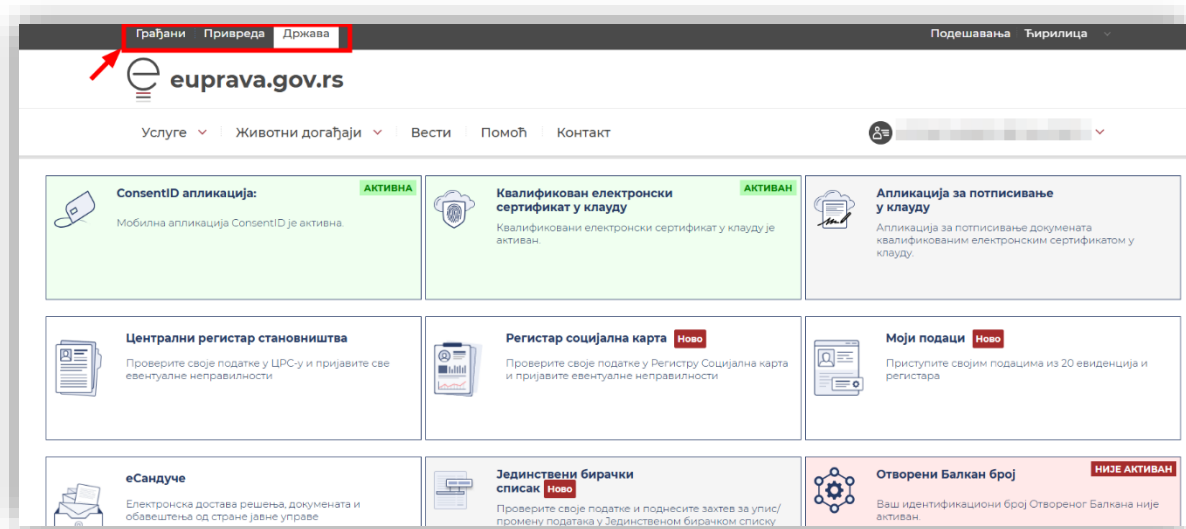 Грађани Привреда Држава Подешавања Ћирилица
euprava.gov.rs
Услуге Животни догађаји Вести Помоћ Контакт
ConsentID апликација: АКТИВНА
Мобилна апликација ConsentID је активна.
Квалификован електронски АКТИВАН
сертификат у клауду
Квалификовани електронски сертификат у клауду је
активан.
Апликација за потписивање
у клауду
Апликација за потписивање докумената
квалификованим електронским сертификатом у
клауду.
Централни регистар становништва
Проверите своје податке у ЦРС-у и пријавите све
евентуалне неправилности
Регистар социјална карта Ново
Проверите своје податке у Регистру Социјална карта
и пријавите евентуалне неправилности
Моји подаци Ново
Приступите својим подацима из 20 евиденција и
регистара
еСандуче
Електронска достава решења, докумената и
обавештења од стране јавне управе
Јединствени бирачки
списак Ново
Проверите своје податке и поднесите захтев за упис/
промену података у Јединственом бирачком списку
Отворени Балкан број НИЈЕ АКТИВАН
Ваш идентификациони број Отвореног Балкана није
активан.